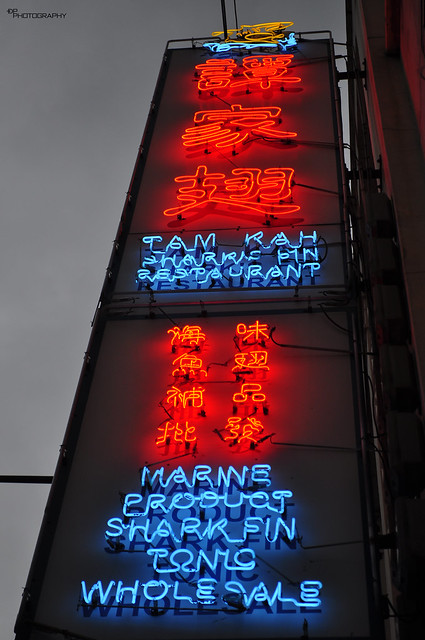 PHOTOGRAPHY
譚
家
翅
TAM KAH
SHARK'S FIN
RESTAURANT
海味
魚翅
補品
批發
MARINE
PRODUCT
SHARK FIN
TONIC
WHOLESALE